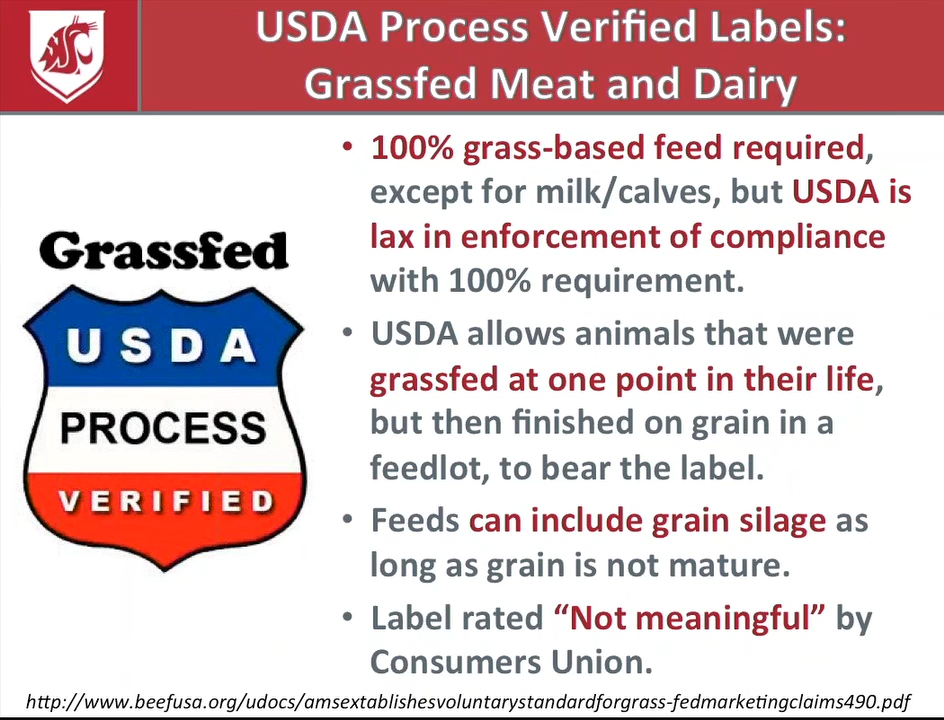 USDA Process Verified Labels:
Grassfed Meat and Dairy
Grassfed
USDA
PROCESS
VERIFIED
• 100% grass-based feed required,
except for milk/calves, but USDA is
lax in enforcement of compliance
with 100% requirement.
• USDA allows animals that were
grassfed at one point in their life,
but then finished on grain in a
feedlot, to bear the label.
• Feeds can include grain silage as
long as grain is not mature.
• Label rated “Not meaningful” by
Consumers Union.
http://www.beefusa.org/udocs/amsextablishesvoluntarystandardforgrass-fedmarketingclaims490.pdf